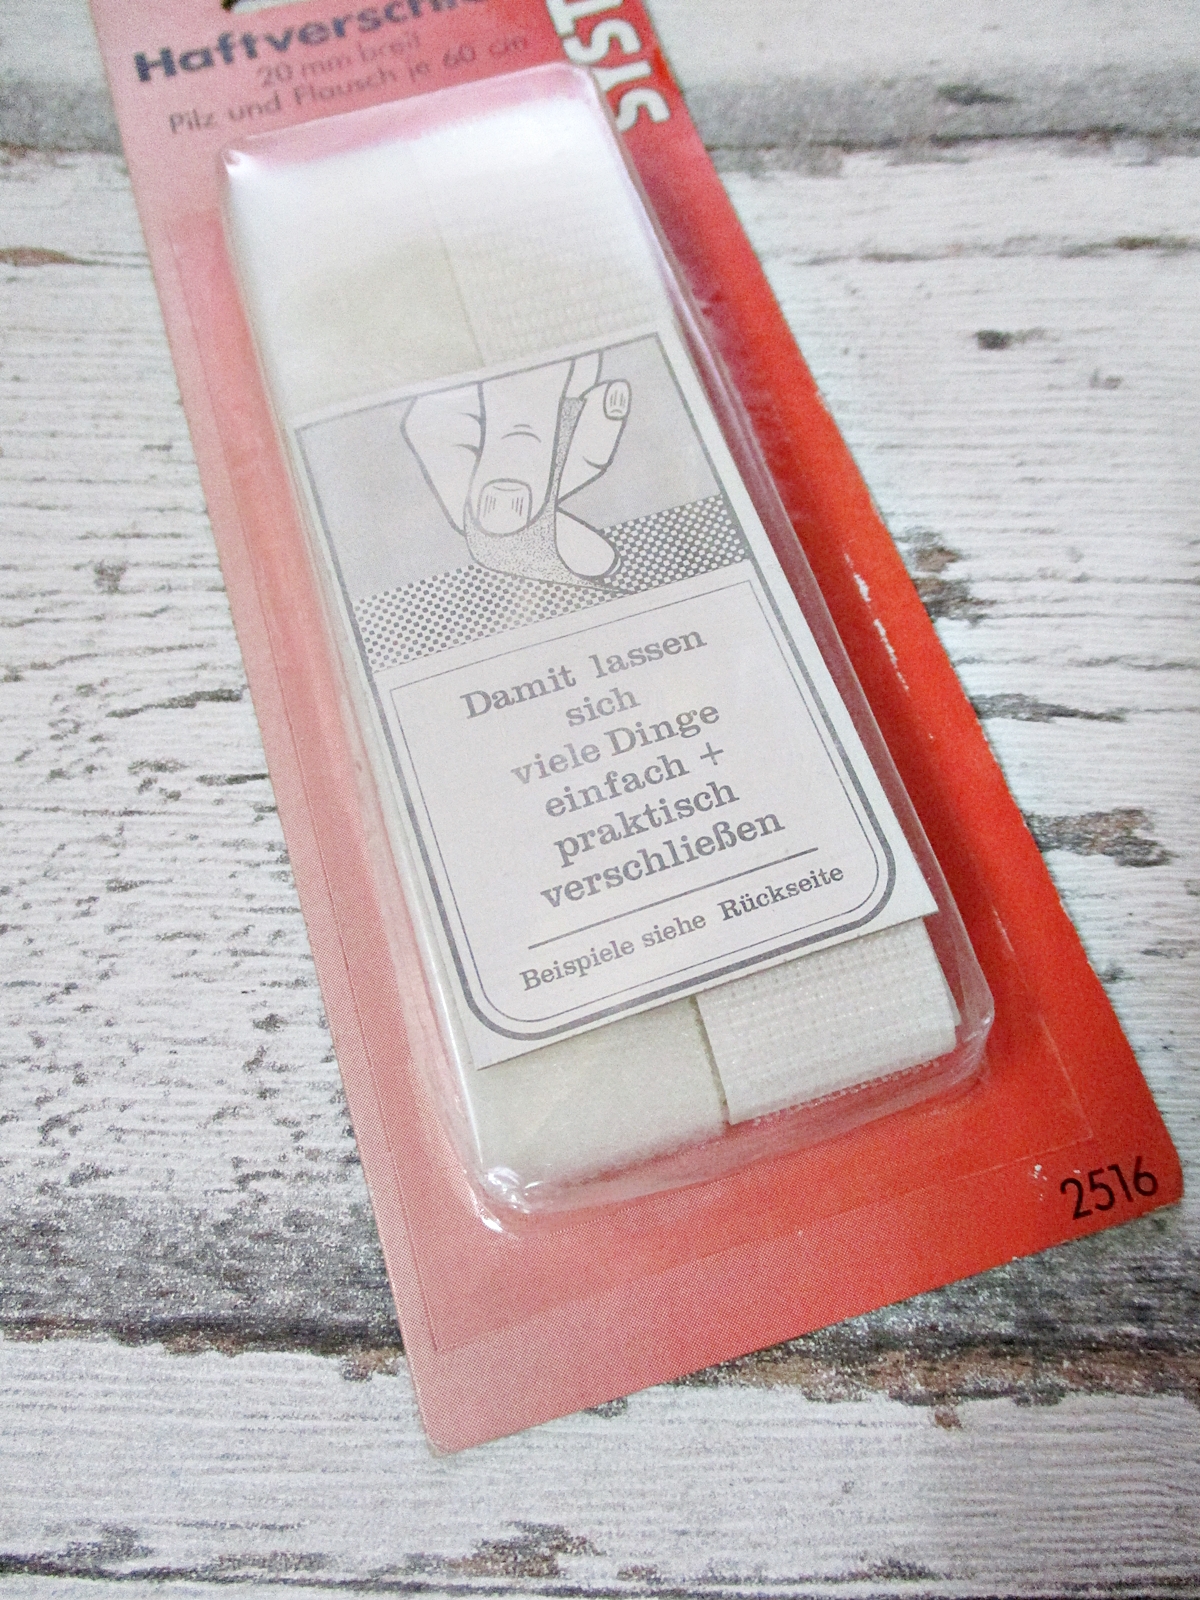 Haftverschl
20 mm breit
Pilz und Flausch je 60 cm
SYST
Damit lassen
sich
viele Dinge
einfach +
praktisch
verschließen
Beispiele siehe Rückseite
2516